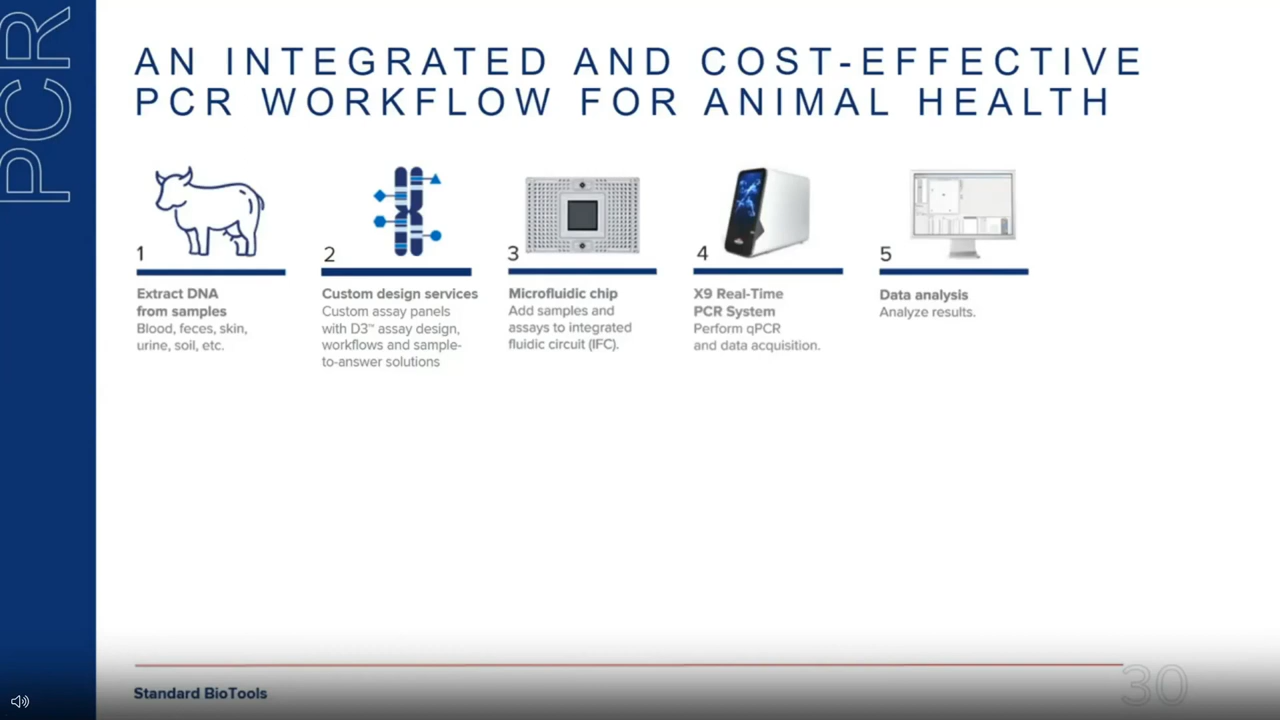 PCR
AN INTEGRATED AND COST-EFFECTIVE
PCR WORKFLOW FOR ANIMAL HEALTH
1
Extract DNA
from samples
Blood, feces, skin,
urine, soil, etc.
2
Custom design services
Custom assay panels
with D3™ assay design,
workflows and sample-
to-answer solutions
3
Microfluidic chip
Add samples and
assays to integrated
fluidic circuit (IFC).
4
X9 Real-Time
PCR System
Perform qPCR
and data acquisition.
5
Data analysis
Analyze results.
Standard BioTools
30